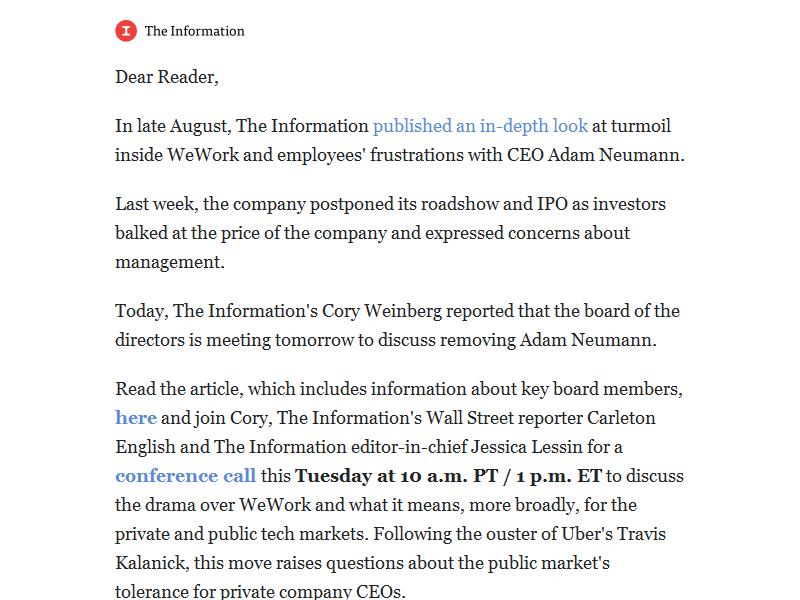 The Information
Dear Reader,
In late August, The Information published an in-depth look at turmoil
inside WeWork and employees' frustrations with CEO Adam Neumann.
Last week, the company postponed its roadshow and IPO as investors
balked at the price of the company and expressed concerns about
management.
Today, The Information's Cory Weinberg reported that the board of the
directors is meeting tomorrow to discuss removing Adam Neumann.
Read the article, which includes information about key board members,
here and join Cory, The Information's Wall Street reporter Carleton
English and The Information editor-in-chief Jessica Lessin for a
conference call this Tuesday at 10 a.m. PT / 1 p.m. ET to discuss
the drama over WeWork and what it means, more broadly, for the
private and public tech markets. Following the ouster of Uber's Travis
Kalanick, this move raises questions about the public market's
tolerance for private company CEOs.